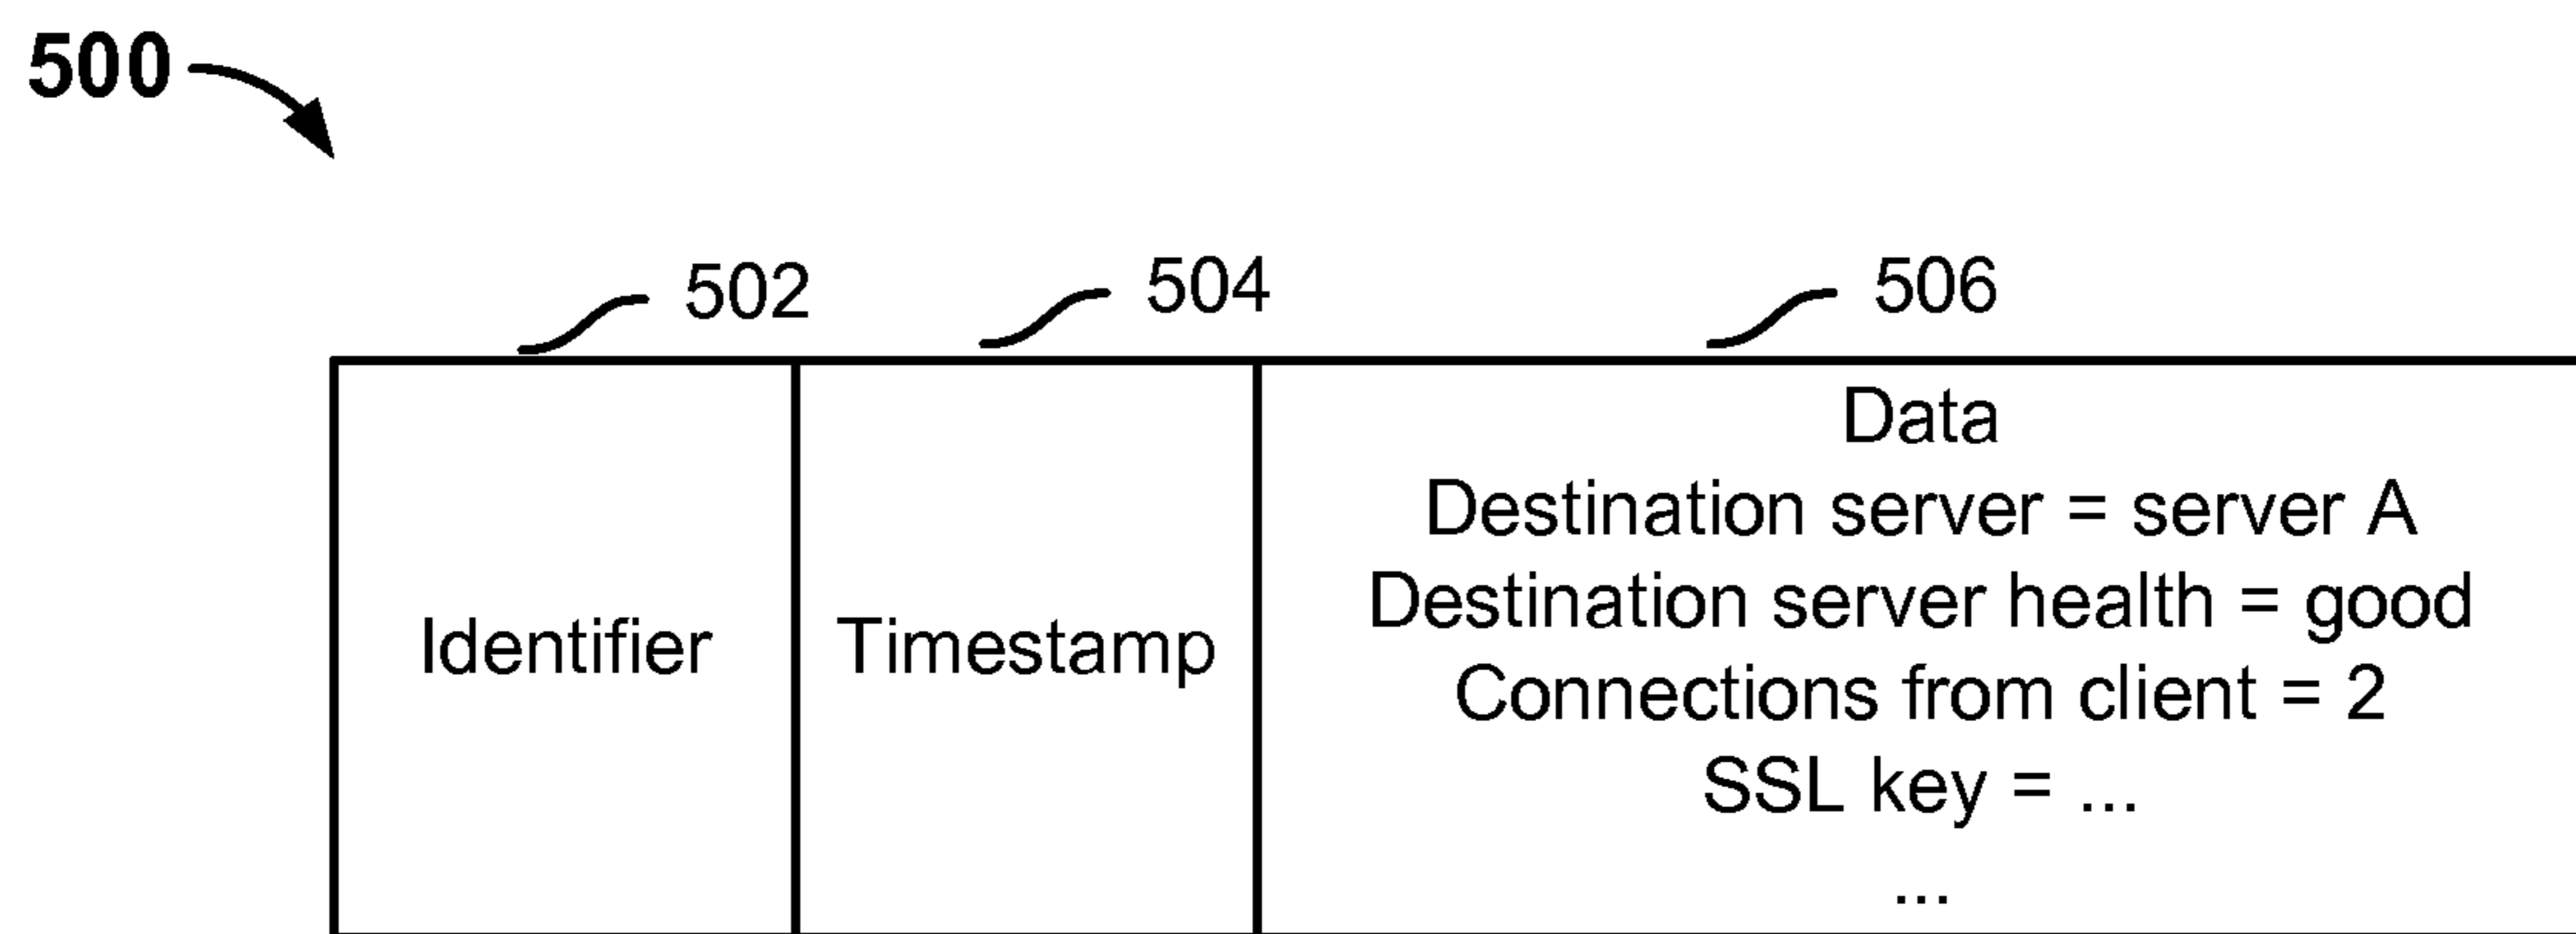 500
502
504
506
Identifier
Timestamp
Data
Destination server = server A
Destination server health = good
Connections from client = 2
SSL key = ...
...